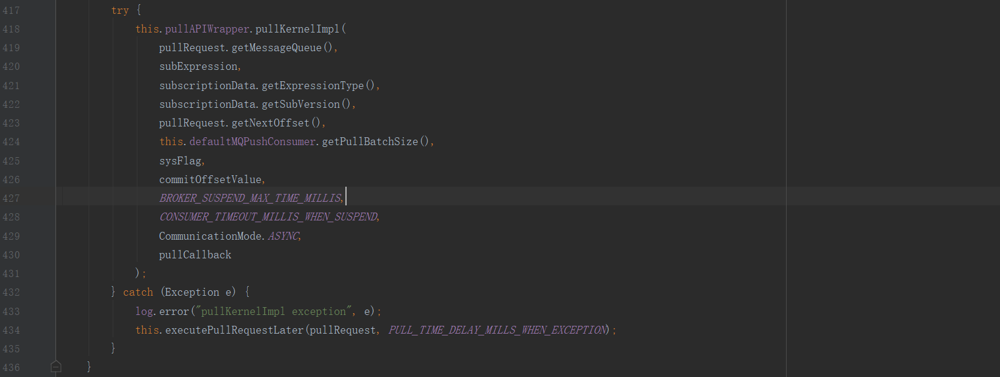 417 try {
418 this.pullAPIWrapper.pullKernelImpl(
419 pullRequest.getMessageQueue(),
420 subExpression,
421 subscriptionData.getExpressionType(),
422 subscriptionData.getSubVersion(),
423 pullRequest.getNextOffset(),
424 this.defaultMQPushConsumer.getPullBatchSize(),
425 sysFlag,
426 commitOffsetValue,
427 BROKER_SUSPEND_MAX_TIME_MILLIS,
428 CONSUMER_TIMEOUT_MILLIS_WHEN_SUSPEND,
429 CommunicationMode.ASYNC,
430 pullCallback
431 );
432 } catch (Exception e) {
433 log.error("pullKernelImpl exception", e);
434 this.executePullRequestLater(pullRequest, PULL_TIME_DELAY_MILLS_WHEN_EXCEPTION);
435 }
436 }